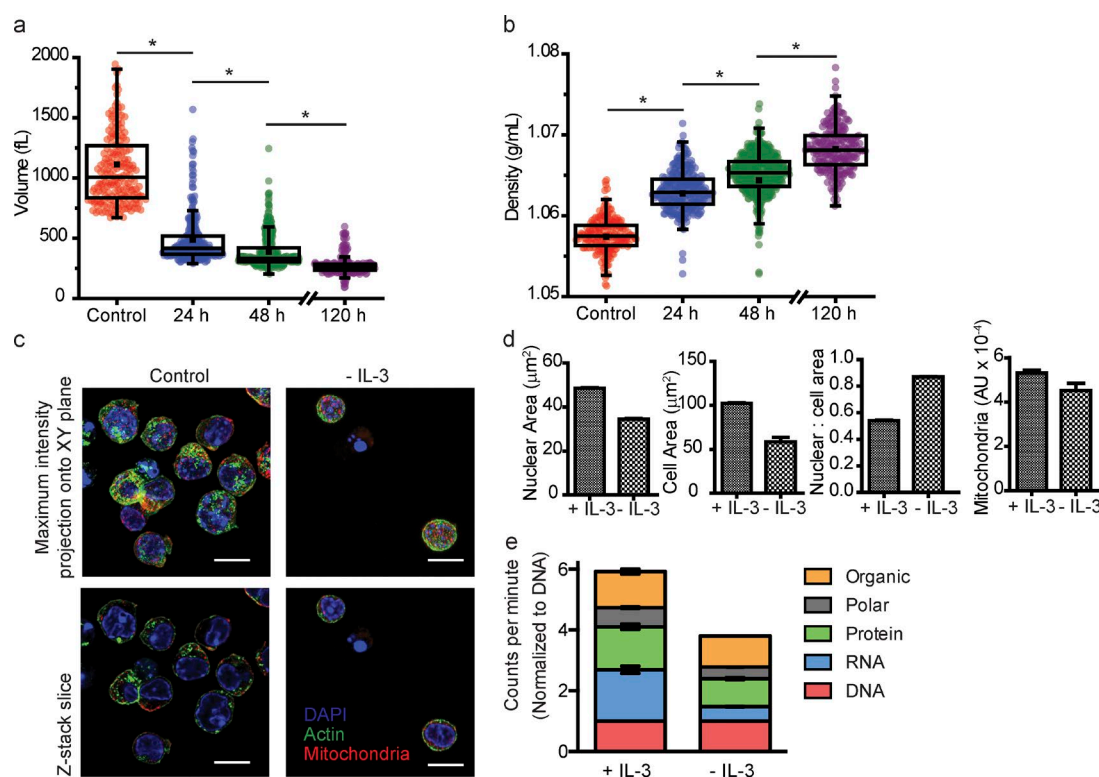 a
*
*
*
2000
1500
1000
500
0
Volume (fL)
Control 24 h 48 h 120 h
b
*
*
*
1.08
1.07
1.06
1.05
Density (g/mL)
Control 24 h 48 h 120 h
c
Control - IL-3
Maximum intensity
projection onto XY plane
Z-stack slice
DAPI
Actin
Mitochondria
d
Nuclear Area (μm²)
60
40
20
0
+ IL-3 - IL-3
Cell Area (μm²)
150
100
50
0
+ IL-3 - IL-3
Nuclear : cell area
1.0
0.8
0.6
0.4
0.2
0.0
+ IL-3 - IL-3
Mitochondria (AU x 10⁻⁴)
6
4
2
0
+ IL-3 - IL-3
e
Counts per minute
(Normalized to DNA)
6
4
2
0
+ IL-3 - IL-3
Organic
Polar
Protein
RNA
DNA